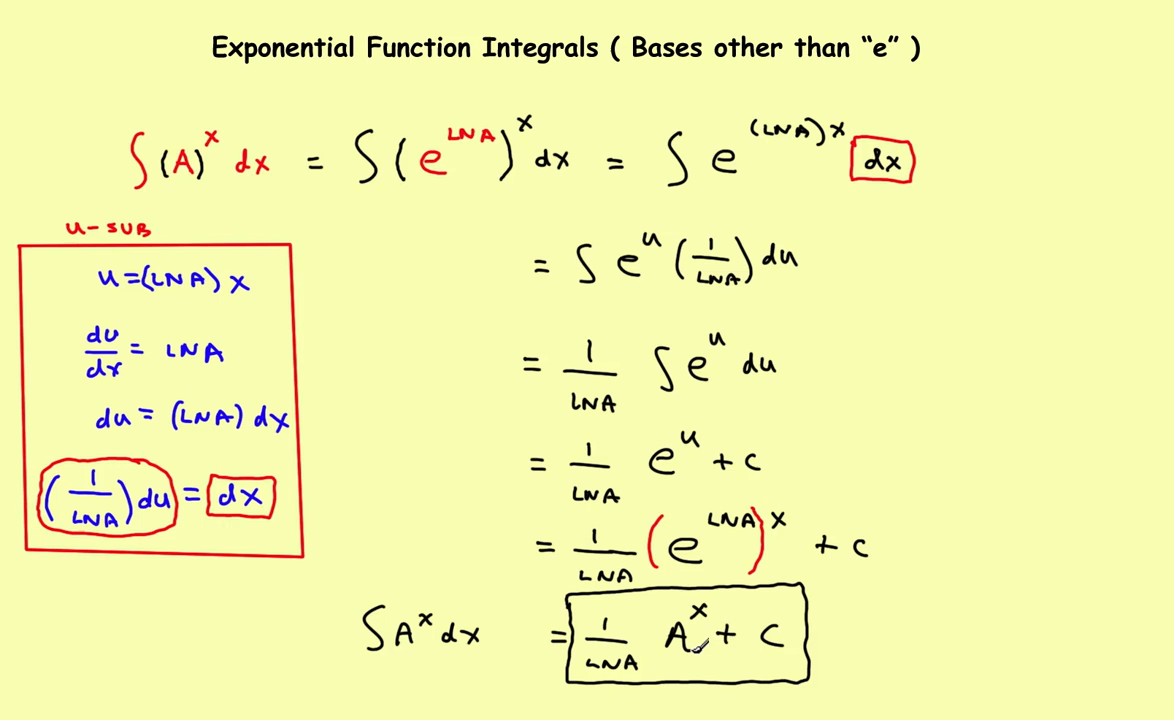 Exponential Function Integrals ( Bases other than “e” )
∫(A)^x dx = ∫(e^LNA)^x dx = ∫ e^(LNA)x dx
u-SUB
u=(LNA) x
du/dx = LNA
du = (LNA) dx
(1/LNA) du = dx
= ∫ e^u (1/LNA) du
= 1/LNA ∫ e^u du
= 1/LNA e^u + c
= 1/LNA (e^LNA)^x + c
∫A^x dx = 1/LNA A^x + C